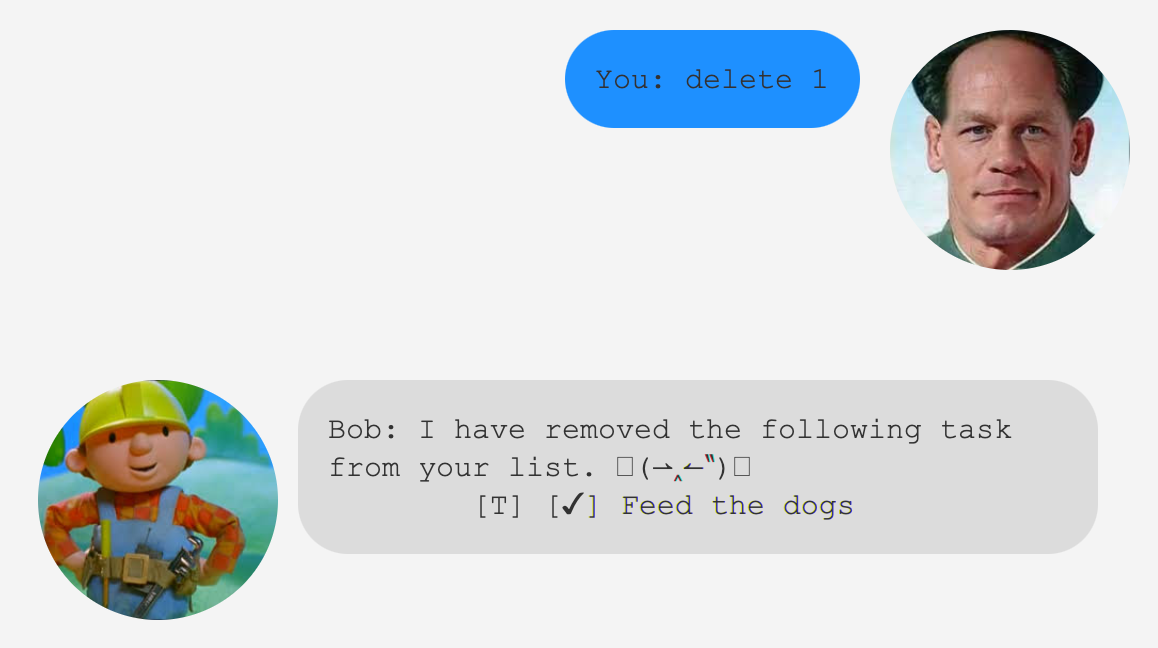 You: delete 1
Bob: I have removed the following task
from your list. □(⇀‸↼‶)□
[T] [✓] Feed the dogs